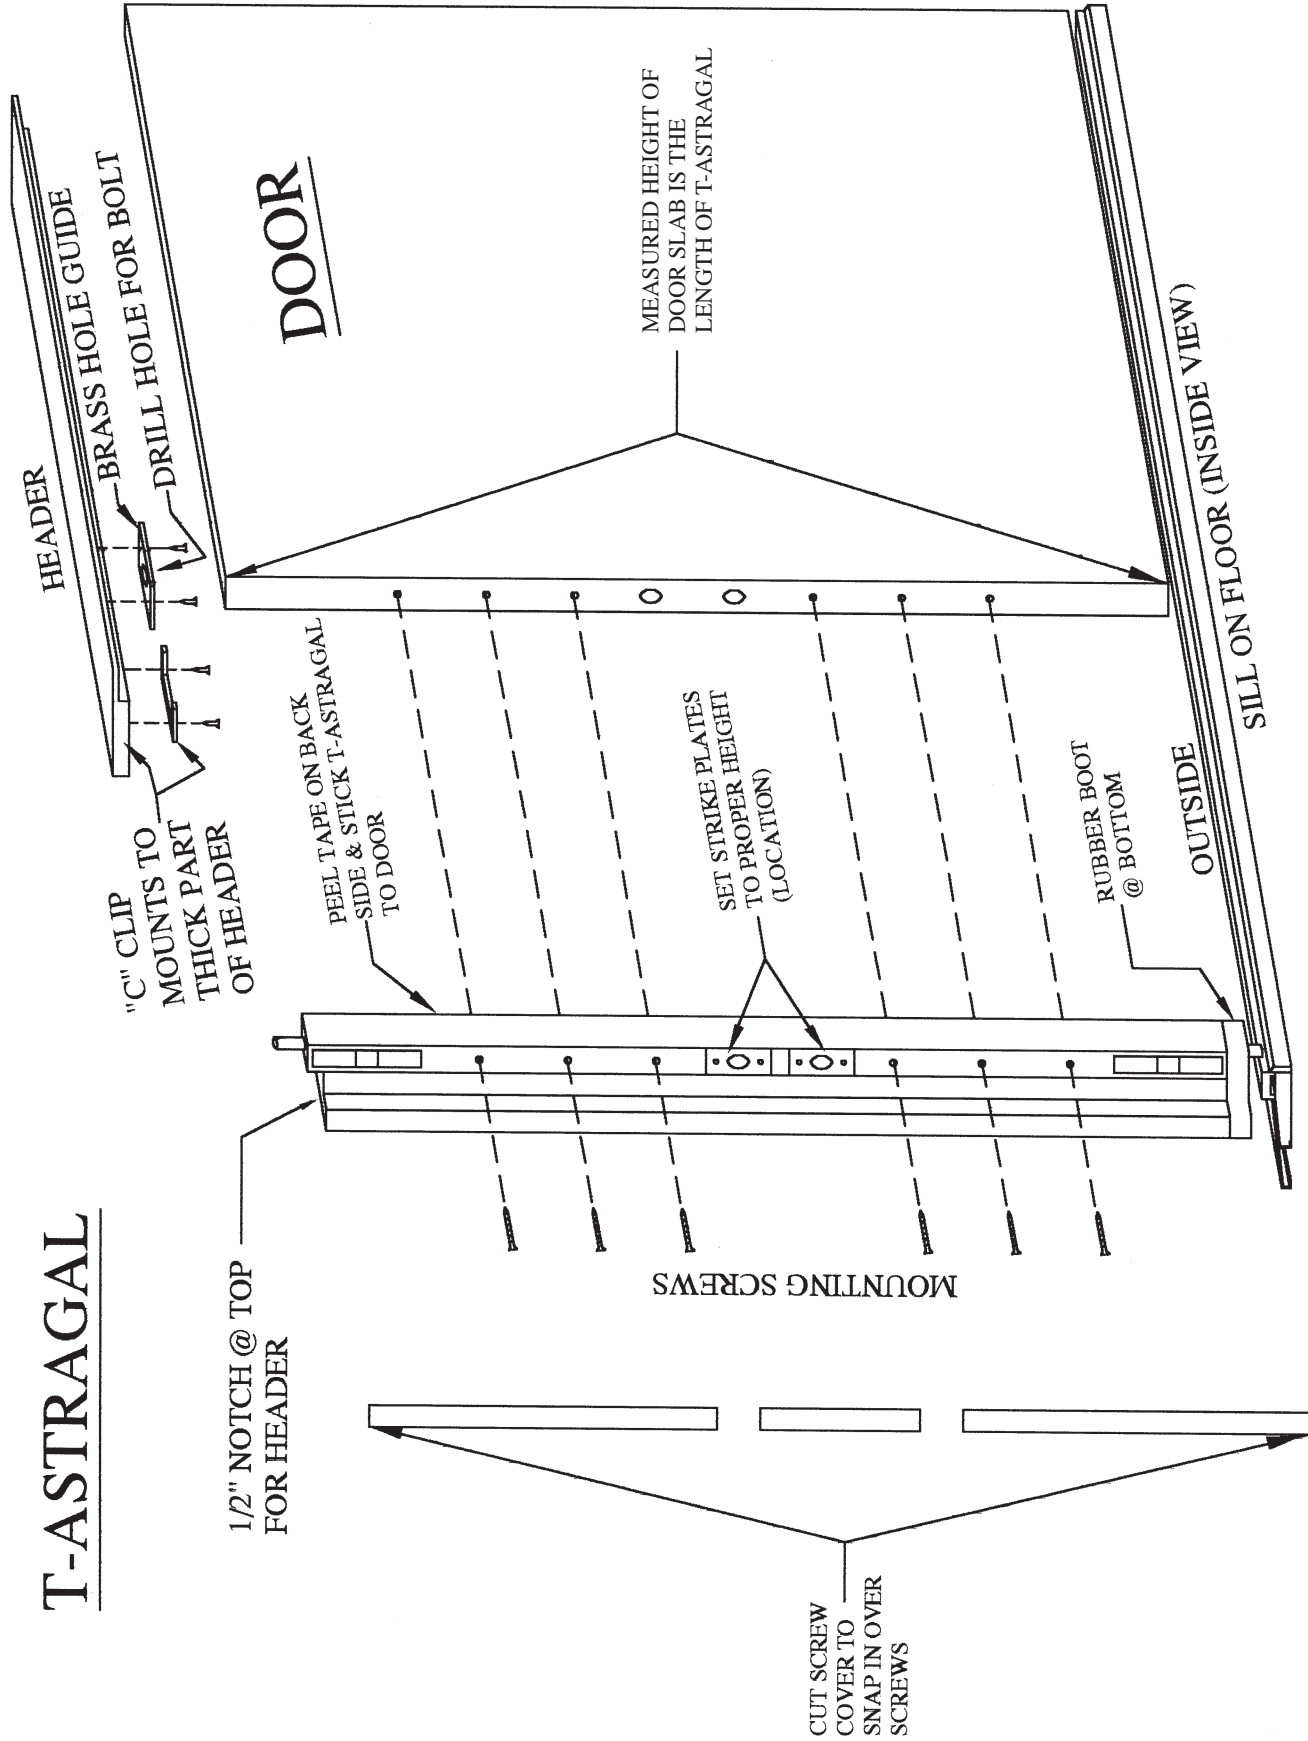 T-ASTRAGAL
1/2" NOTCH @ TOP
FOR HEADER
CUT SCREW
COVER TO
SNAP IN OVER
SCREWS
MOUNTING SCREWS
"C" CLIP
MOUNTS TO
THICK PART
OF HEADER
PEEL TAPE ON BACK
SIDE & STICK T-ASTRAGAL
TO DOOR
SET STRIKE PLATES
TO PROPER HEIGHT
(LOCATION)
RUBBER BOOT
@ BOTTOM
OUTSIDE
SILL ON FLOOR (INSIDE VIEW)
HEADER
BRASS HOLE GUIDE
DRILL HOLE FOR BOLT
DOOR
MEASURED HEIGHT OF
DOOR SLAB IS THE
LENGTH OF T-ASTRAGAL